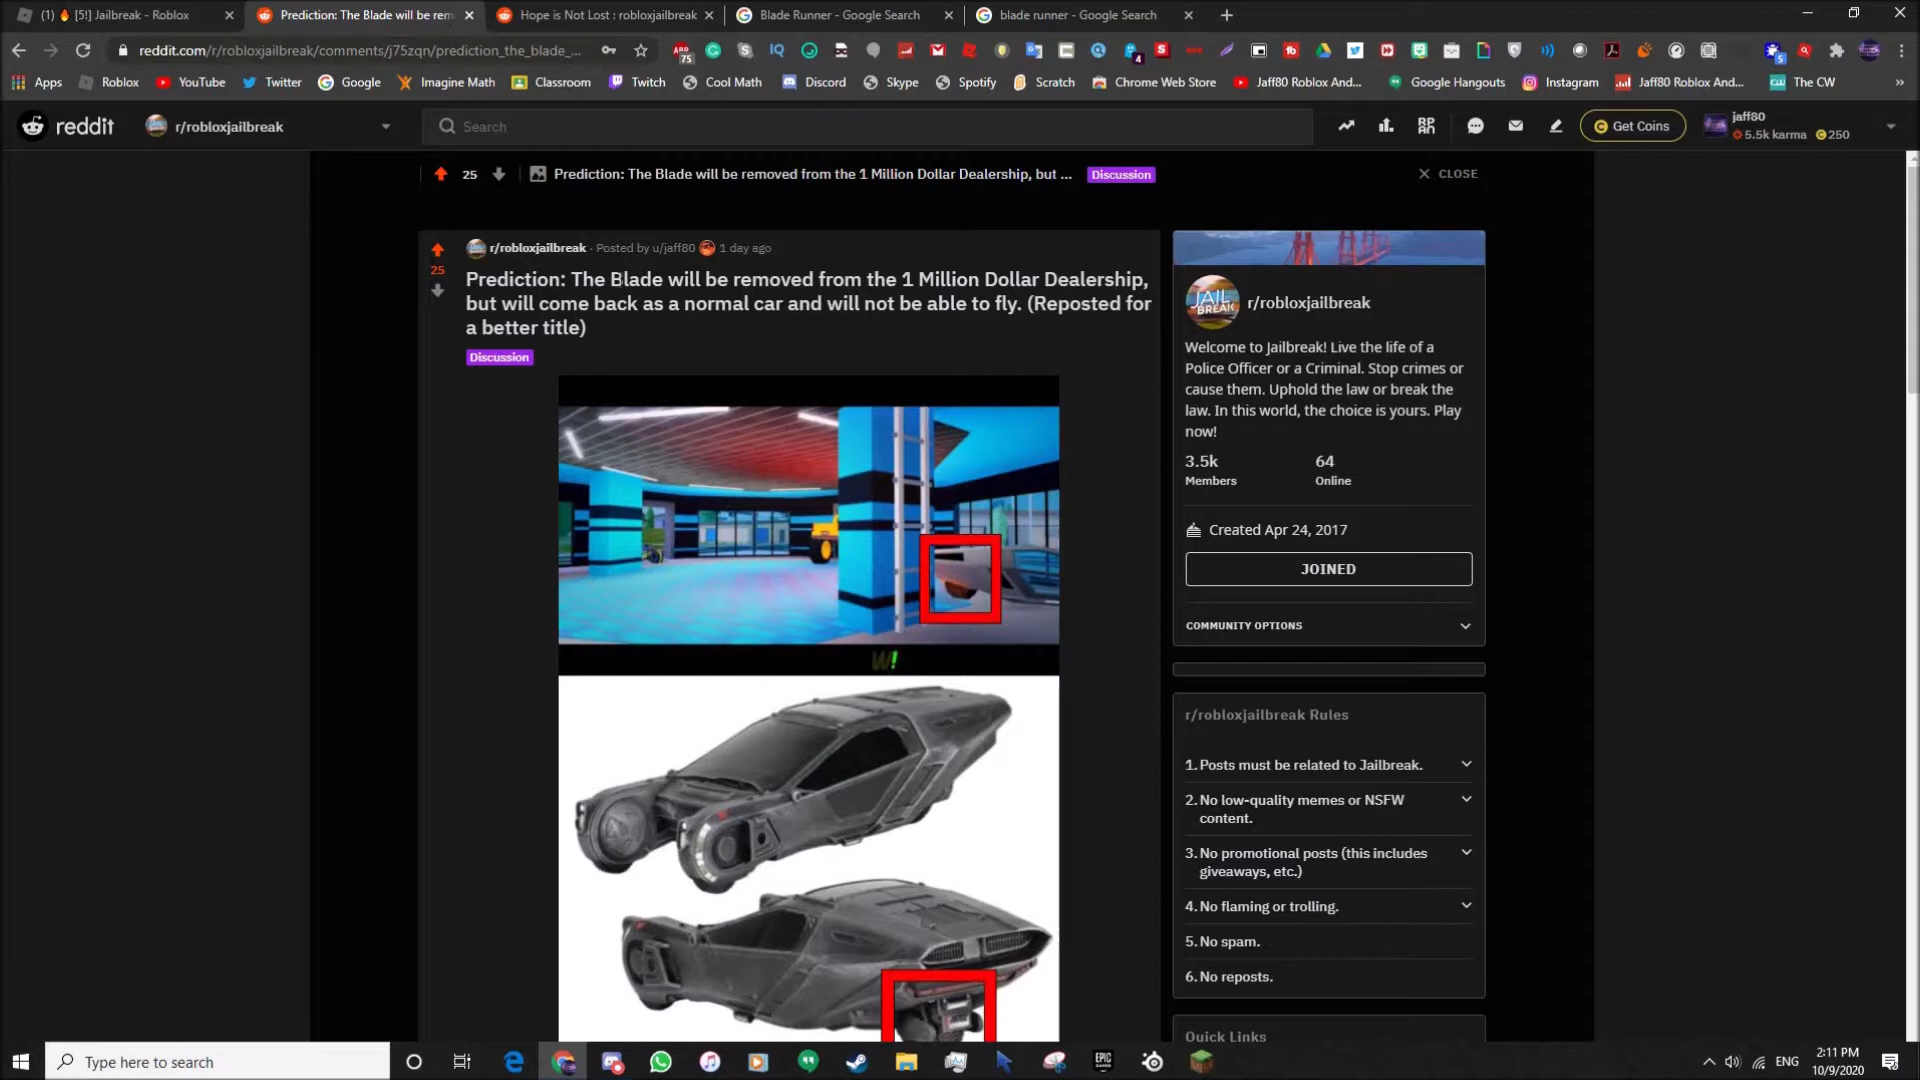 (1) 🔥 [5!] Jailbreak - Roblox
Prediction: The Blade will be rem
Hope is Not Lost : robloxjailbreak
Blade Runner - Google Search
blade runner - Google Search
reddit.com/r/robloxjailbreak/comments/j75zqn/prediction_the_blade_...
75
4
5
Apps
Roblox
YouTube
Twitter
Google
Imagine Math
Classroom
Twitch
Cool Math
Discord
Skype
Spotify
Scratch
Chrome Web Store
Jaff80 Roblox And...
Google Hangouts
Instagram
Jaff80 Roblox And...
The CW
reddit
r/robloxjailbreak
Search
Get Coins
jaff80
5.5k karma 250
25
Prediction: The Blade will be removed from the 1 Million Dollar Dealership, but ...
Discussion
CLOSE
r/robloxjailbreak · Posted by u/jaff80 1 day ago
25
Prediction: The Blade will be removed from the 1 Million Dollar Dealership,
but will come back as a normal car and will not be able to fly. (Reposted for
a better title)
Discussion
W!
JAIL
BREAK
r/robloxjailbreak
Welcome to Jailbreak! Live the life of a
Police Officer or a Criminal. Stop crimes or
cause them. Uphold the law or break the
law. In this world, the choice is yours. Play
now!
3.5k
Members
64
Online
Created Apr 24, 2017
JOINED
COMMUNITY OPTIONS
r/robloxjailbreak Rules
1. Posts must be related to Jailbreak.
2. No low-quality memes or NSFW
content.
3. No promotional posts (this includes
giveaways, etc.)
4. No flaming or trolling.
5. No spam.
6. No reposts.
Quick Links
Type here to search
ENG
2:11 PM
10/9/2020